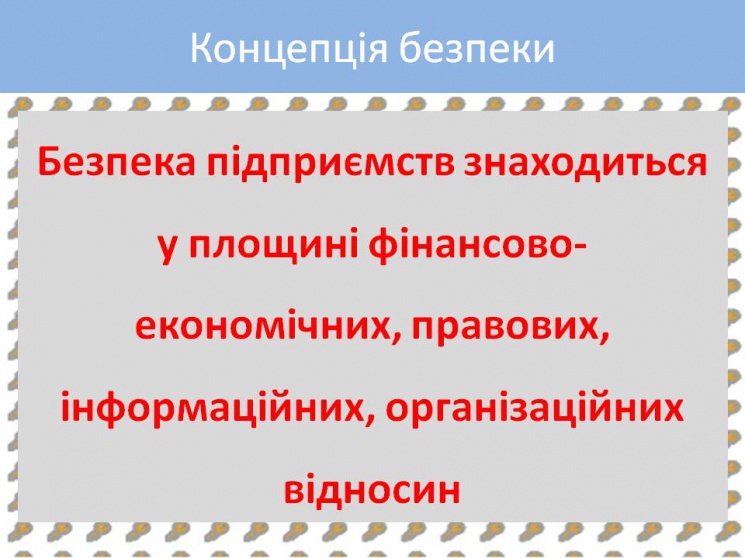 Концепція безпеки
Безпека підприємств знаходиться
у площині фінансово-
економічних, правових,
інформаційних, організаційних
відносин